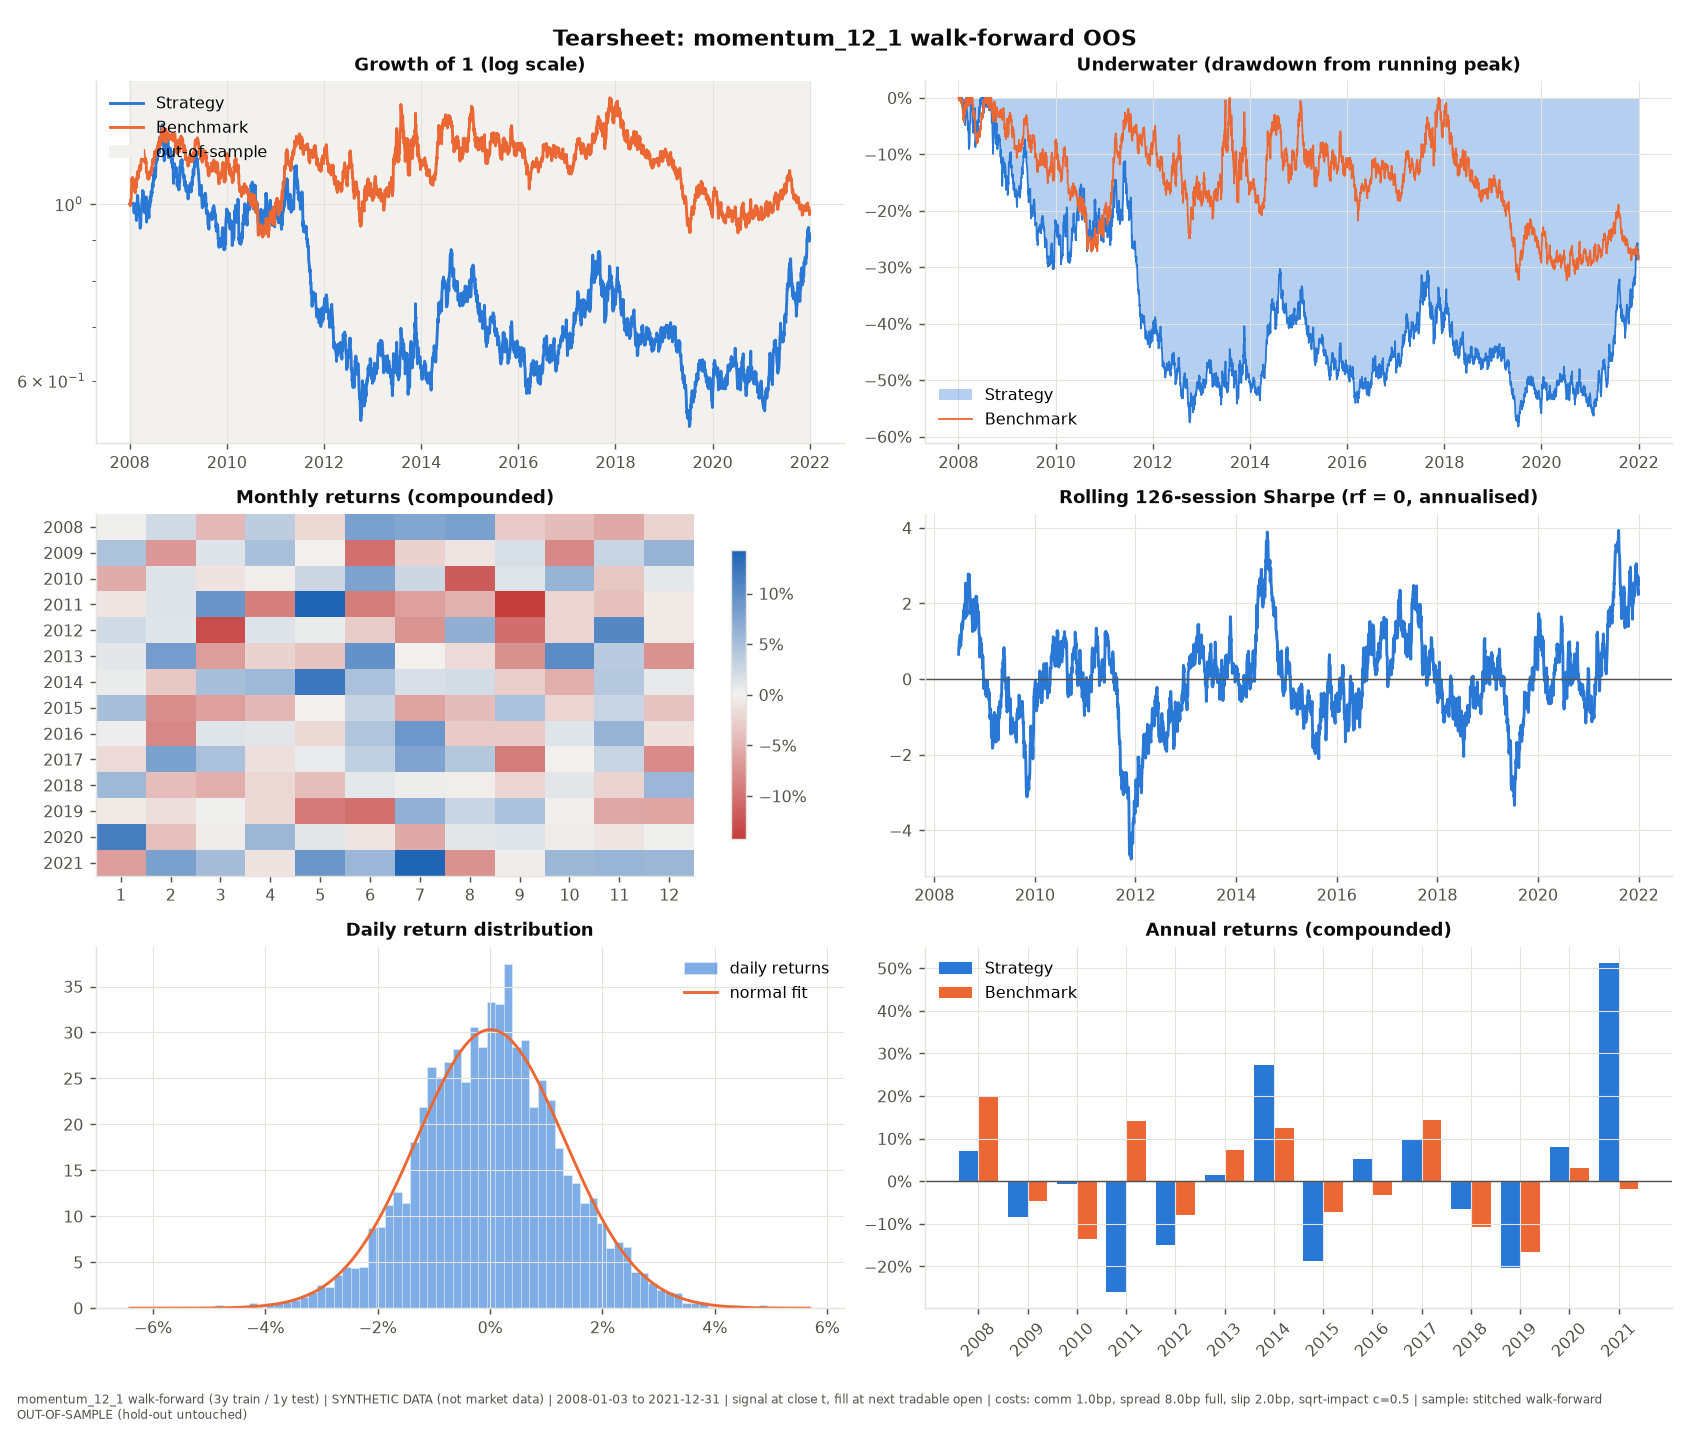 Tearsheet: momentum_12_1 walk-forward OOS
Growth of 1 (log scale)
Strategy
Benchmark
out-of-sample
10⁰
6 × 10⁻¹
2008 2010 2012 2014 2016 2018 2020 2022
Underwater (drawdown from running peak)
0%
−10%
−20%
−30%
−40%
−50%
−60%
Strategy
Benchmark
2008 2010 2012 2014 2016 2018 2020 2022
Monthly returns (compounded)
2008
2009
2010
2011
2012
2013
2014
2015
2016
2017
2018
2019
2020
2021
1 2 3 4 5 6 7 8 9 10 11 12
10%
5%
0%
−5%
−10%
Rolling 126-session Sharpe (rf = 0, annualised)
4
2
0
−2
−4
2008 2010 2012 2014 2016 2018 2020 2022
Daily return distribution
daily returns
normal fit
35
30
25
20
15
10
5
0
−6% −4% −2% 0% 2% 4% 6%
Annual returns (compounded)
Strategy
Benchmark
50%
40%
30%
20%
10%
0%
−10%
−20%
2008 2009 2010 2011 2012 2013 2014 2015 2016 2017 2018 2019 2020 2021
momentum_12_1 walk-forward (3y train / 1y test) | SYNTHETIC DATA (not market data) | 2008-01-03 to 2021-12-31 | signal at close t, fill at next tradable open | costs: comm 1.0bp, spread 8.0bp full, slip 2.0bp, sqrt-impact c=0.5 | sample: stitched walk-forward
OUT-OF-SAMPLE (hold-out untouched)